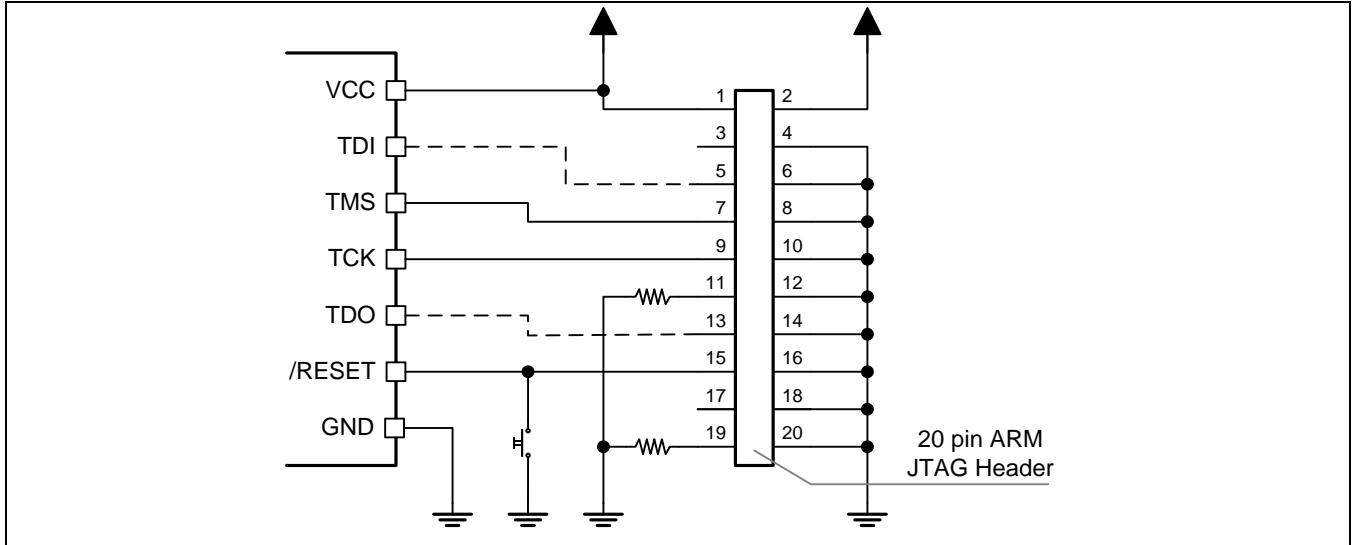 VCC
TDI
TMS
TCK
TDO
/RESET
GND
1 2
3 4
5 6
7 8
9 10
11 12
13 14
15 16
17 18
19 20
20 pin ARM
JTAG Header